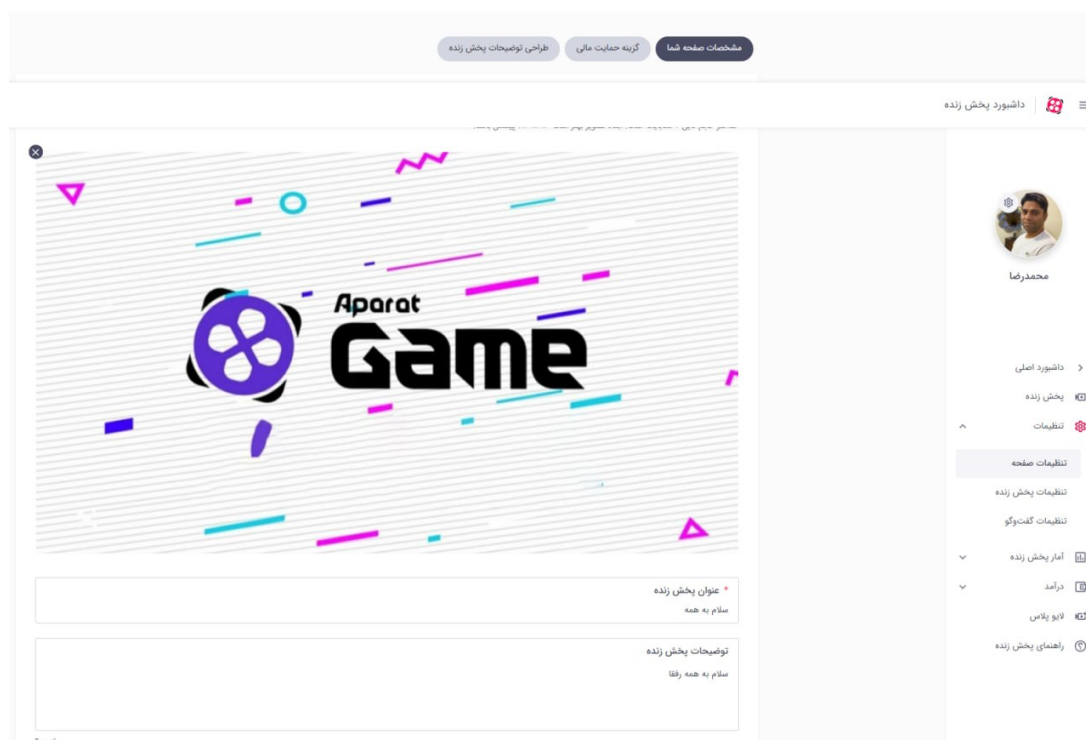 مشخصات صفحه شما
گزینه حمایت مالی
طراحی توضیحات پخش زنده
داشبورد پخش زنده
Aparat
Game
عنوان پخش زنده *
سلام به همه
توضیحات پخش زنده
سلام به همه رفقا
محمدرضا
داشبورد اصلی
پخش زنده
تنظیمات
تنظیمات صفحه
تنظیمات پخش زنده
تنظیمات گفت‌وگو
آمار پخش زنده
درآمد
لایو پلاس
راهنمای پخش زنده